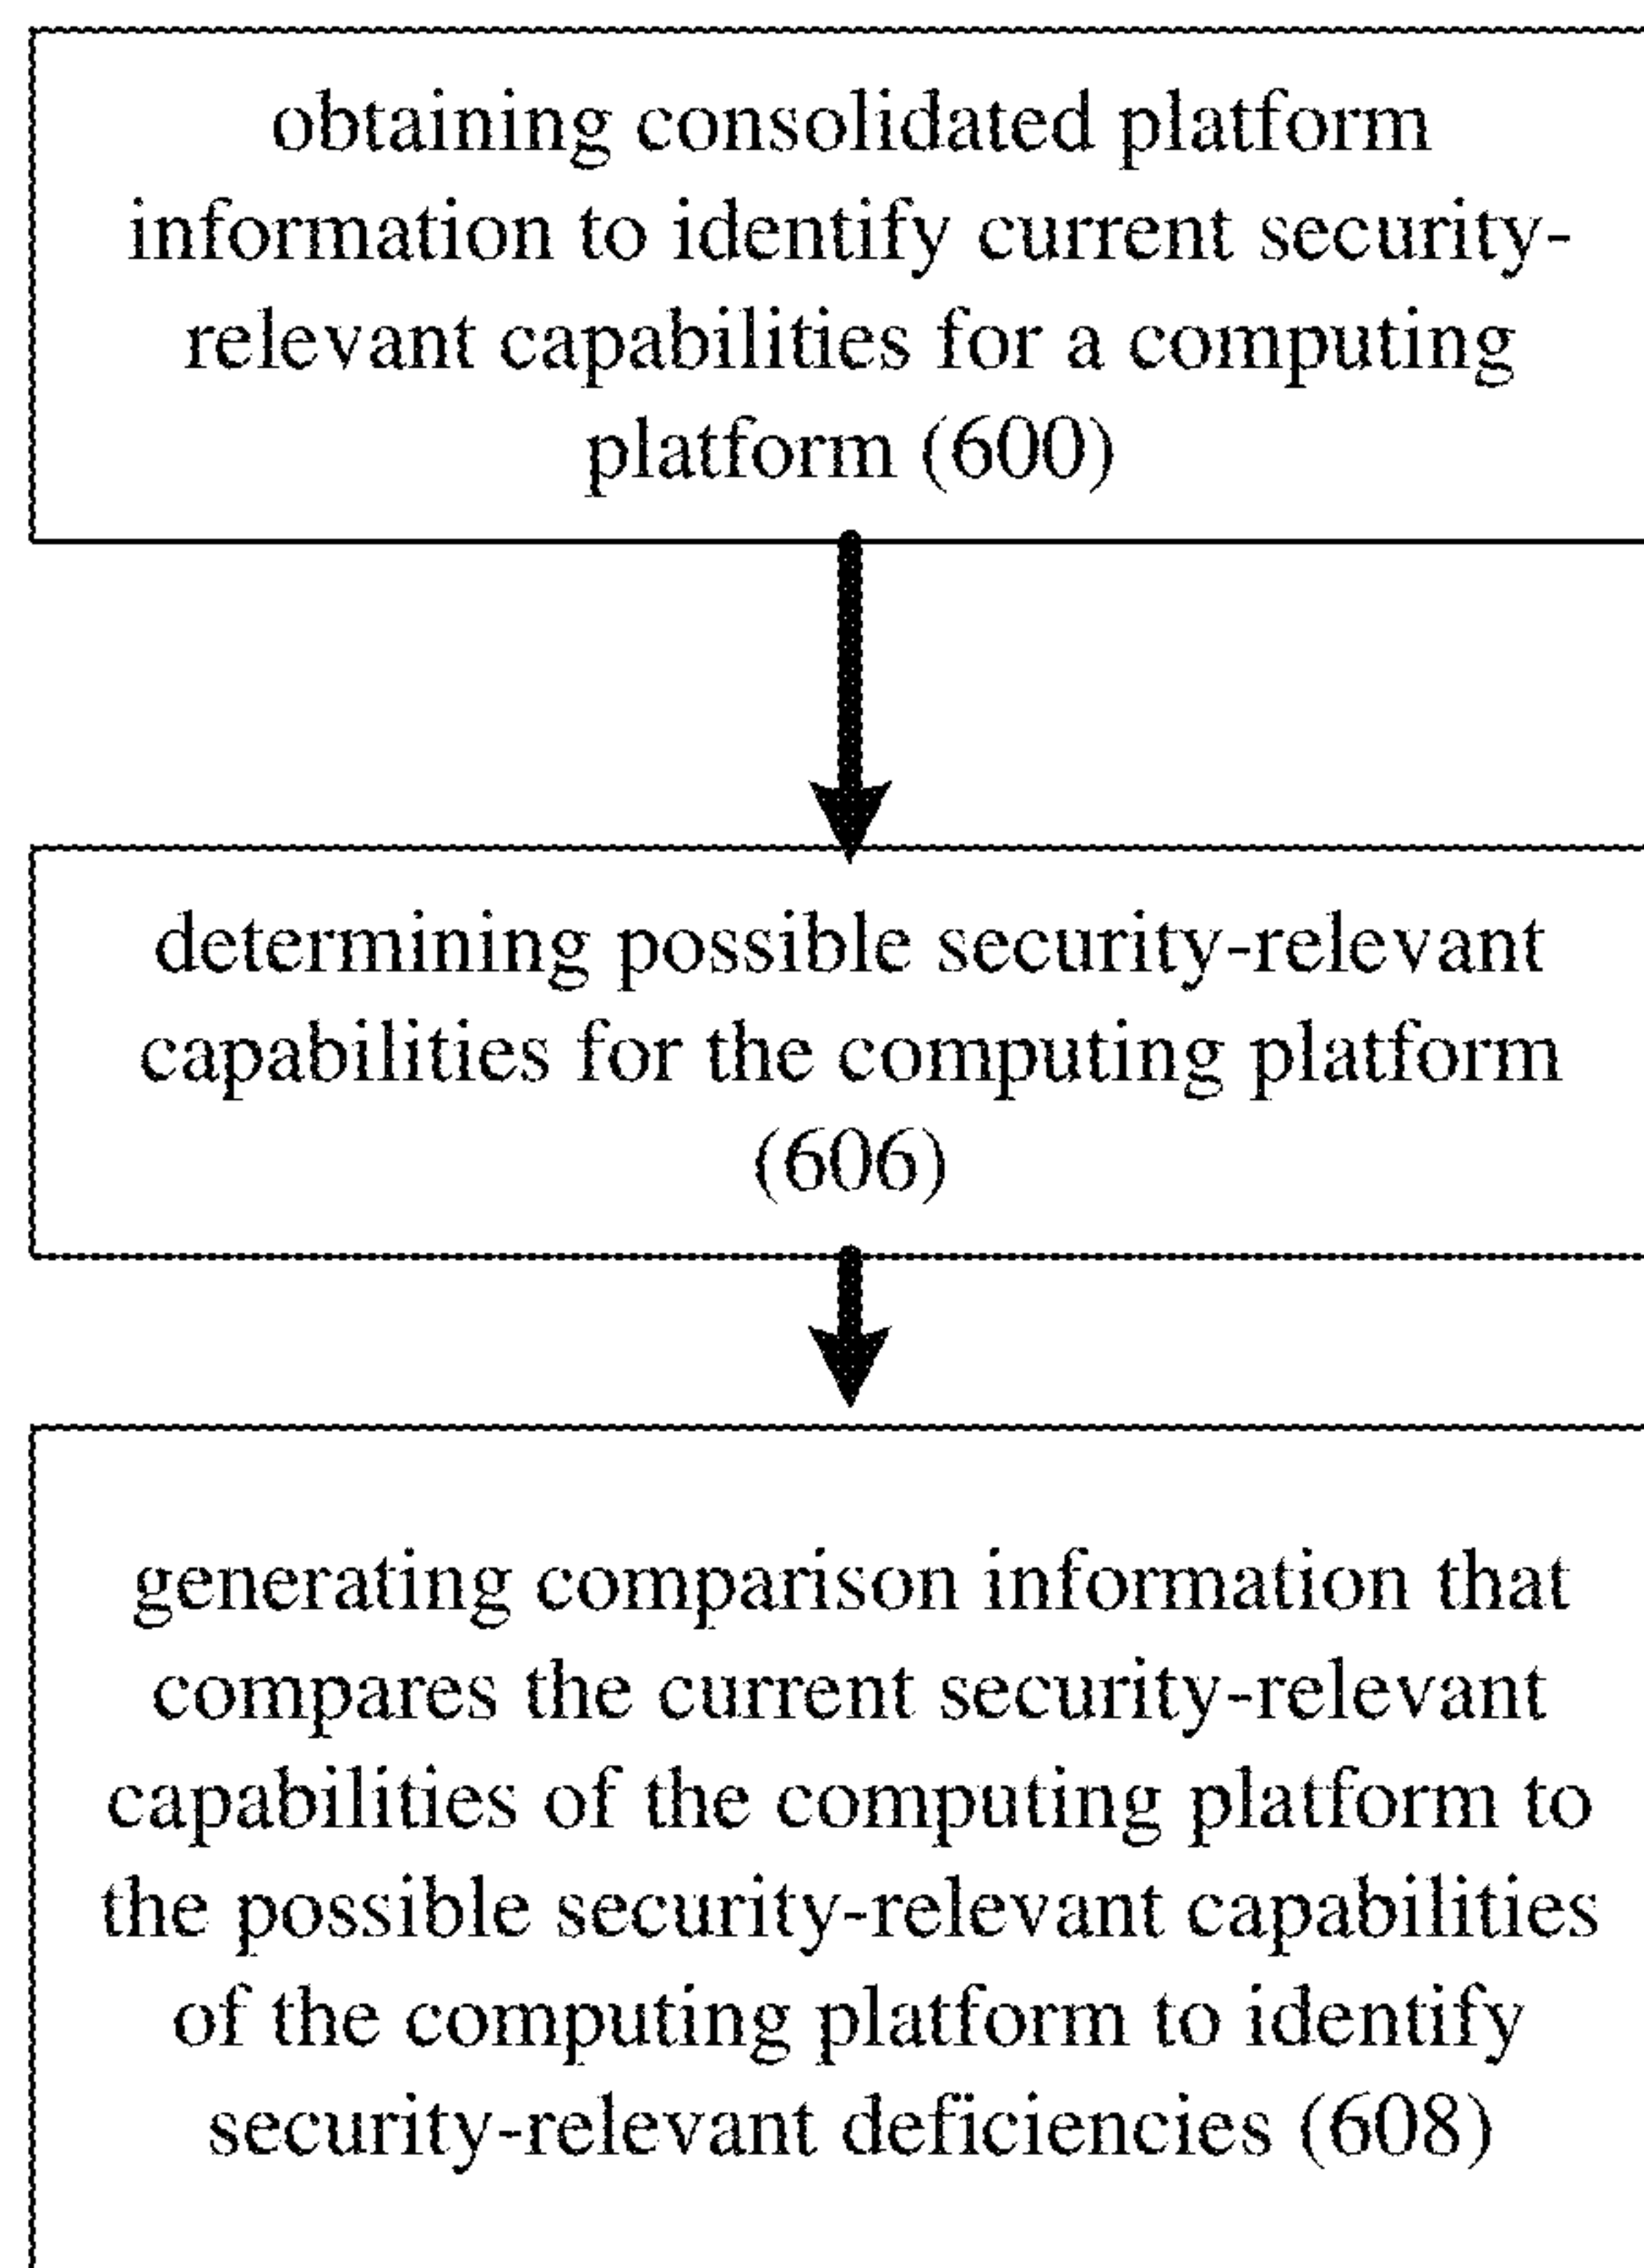 obtaining consolidated platform
information to identify current security-
relevant capabilities for a computing
platform (600)
determining possible security-relevant
capabilities for the computing platform
(606)
generating comparison information that
compares the current security-relevant
capabilities of the computing platform to
the possible security-relevant capabilities
of the computing platform to identify
security-relevant deficiencies (608)